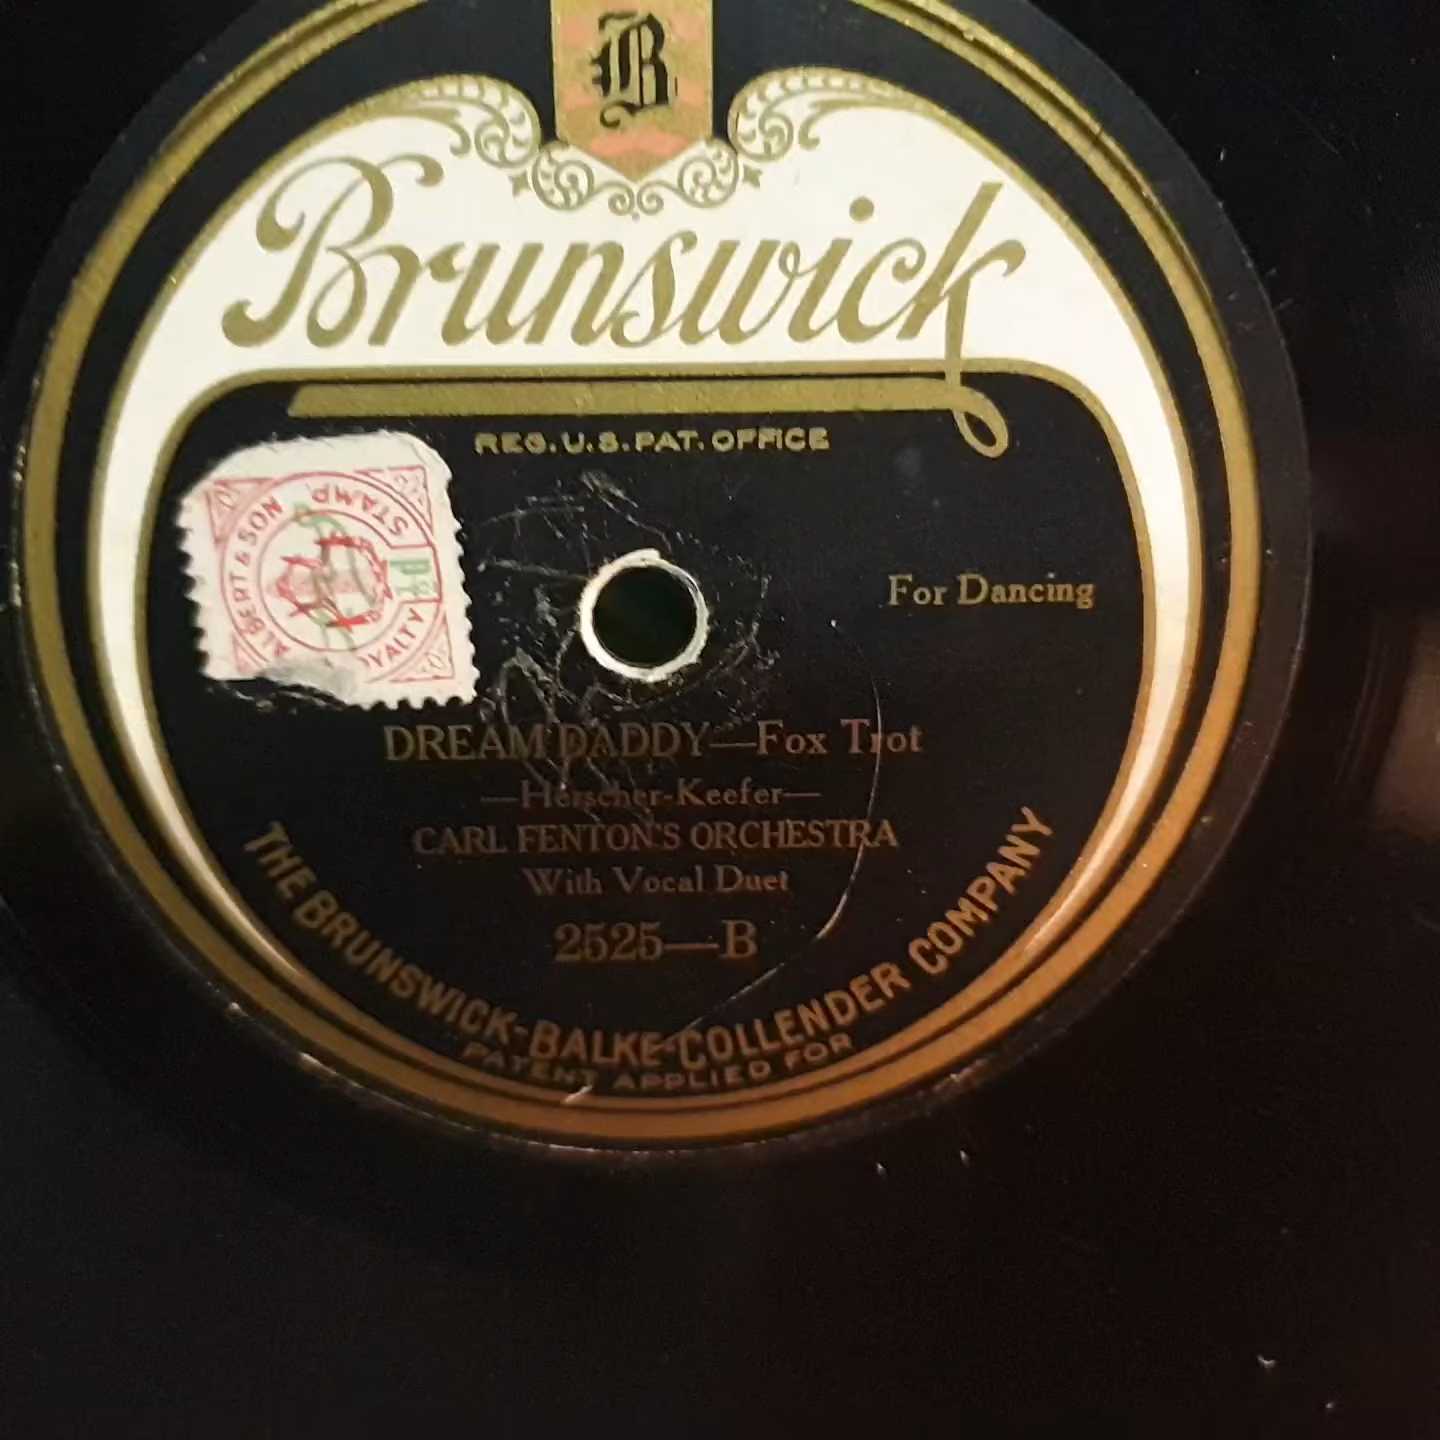 B
Brunswick
REG. U. S. PAT. OFFICE
ALBERT & SON
STAMP
For Dancing
DREAM DADDY—Fox Trot
—Herscher-Keefer—
CARL FENTON'S ORCHESTRA
With Vocal Duet
2525—B
THE BRUNSWICK-BALKE-COLLENDER COMPANY
PATENT APPLIED FOR